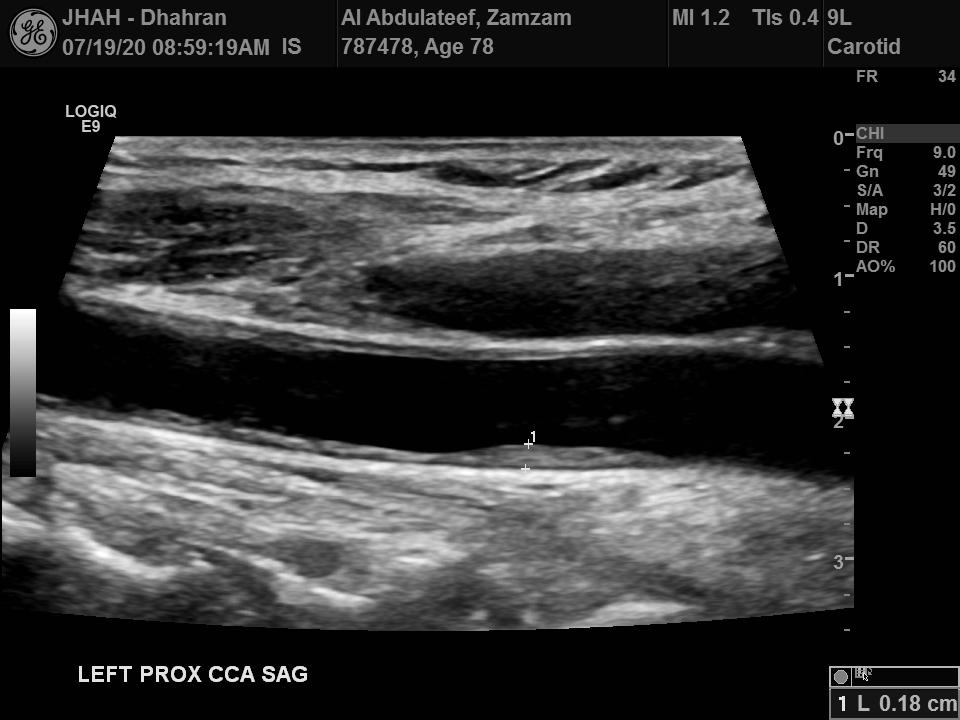 JHAH - Dhahran
07/19/20 08:59:19AM IS
Al Abdulateef, Zamzam
787478, Age 78
MI 1.2 TIs 0.4
9L
Carotid
FR 34
LOGIQ
E9
CHI
Frq 9.0
Gn 49
S/A 3/2
Map H/0
D 3.5
DR 60
AO% 100
0
1
2
3
1
LEFT PROX CCA SAG
1 L 0.18 cm